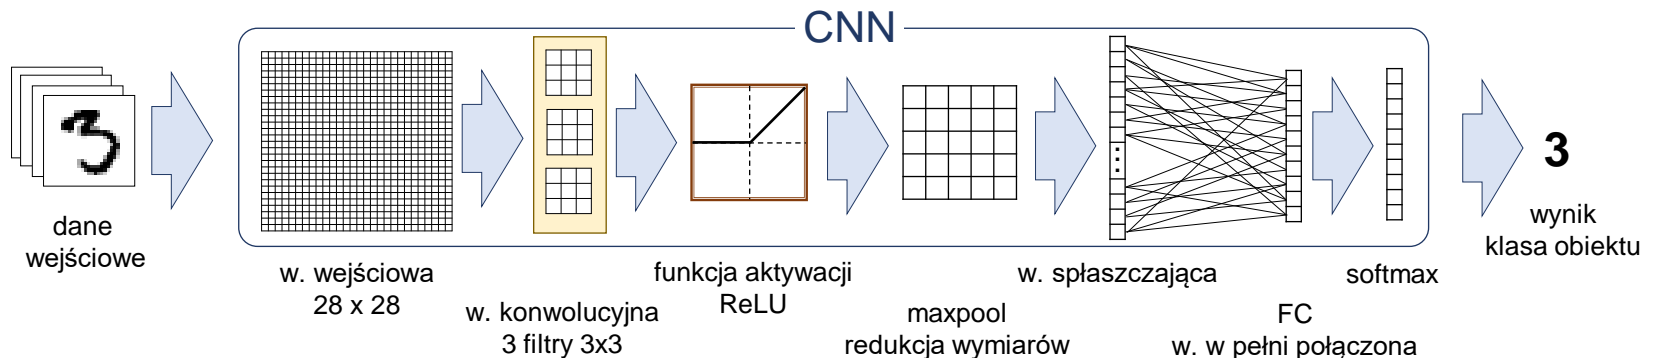 CNN
3
dane
wejściowe
w. wejściowa
28 x 28
w. konwolucyjna
3 filtry 3x3
funkcja aktywacji
ReLU
maxpool
redukcja wymiarów
w. spłaszczająca
FC
w. w pełni połączona
softmax
3
wynik
klasa obiektu